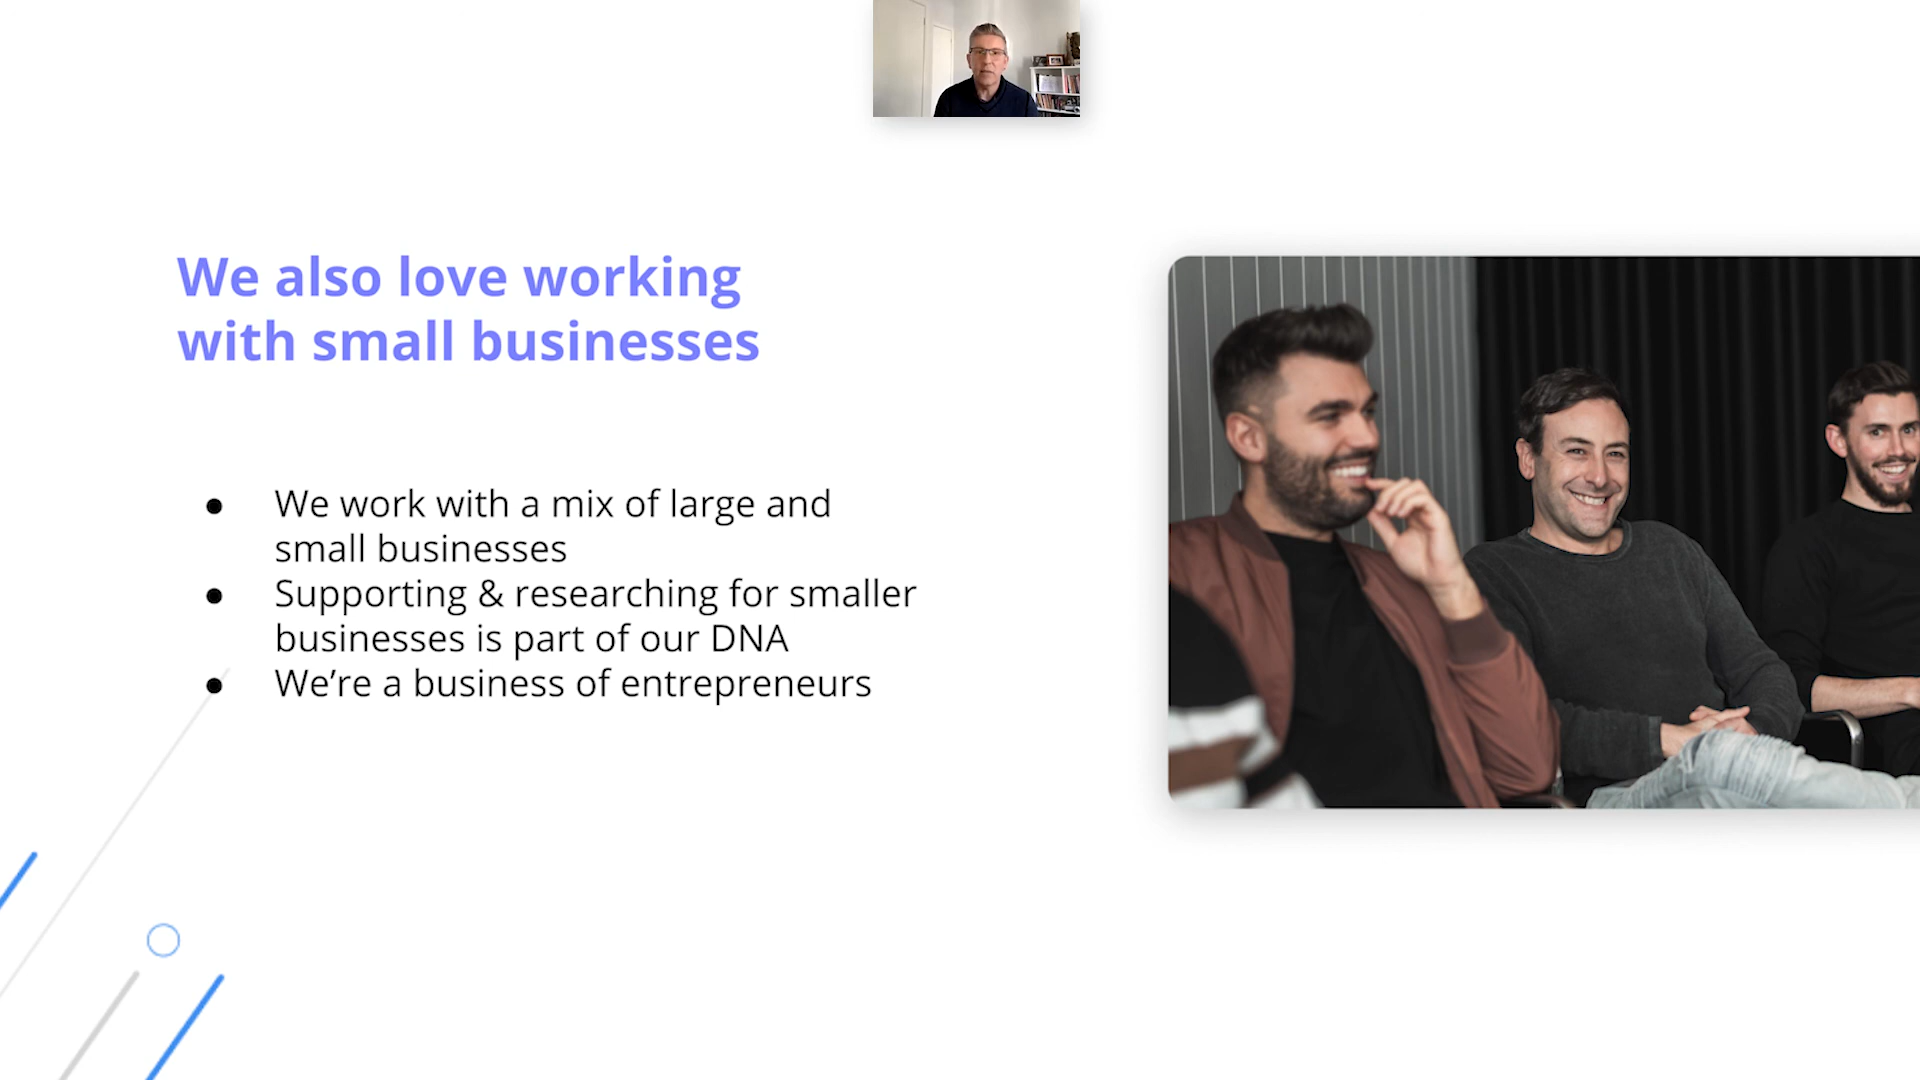 We also love working
with small businesses
● We work with a mix of large and
small businesses
● Supporting & researching for smaller
businesses is part of our DNA
● We’re a business of entrepreneurs